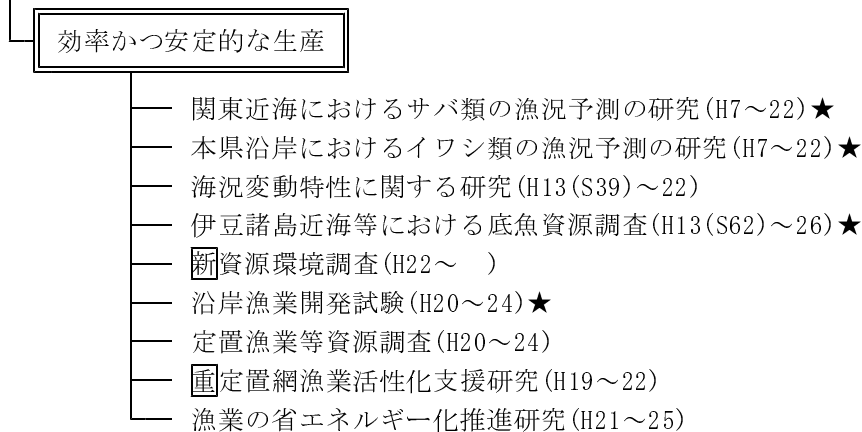 効率かつ安定的な生産
関東近海におけるサバ類の漁況予測の研究(H7～22)★
本県沿岸におけるイワシ類の漁況予測の研究(H7～22)★
海況変動特性に関する研究(H13(S39)～22)
伊豆諸島近海等における底魚資源調査(H13(S62)～26)★
新資源環境調査(H22～　)
沿岸漁業開発試験(H20～24)★
定置漁業等資源調査(H20～24)
重定置網漁業活性化支援研究(H19～22)
漁業の省エネルギー化推進研究(H21～25)